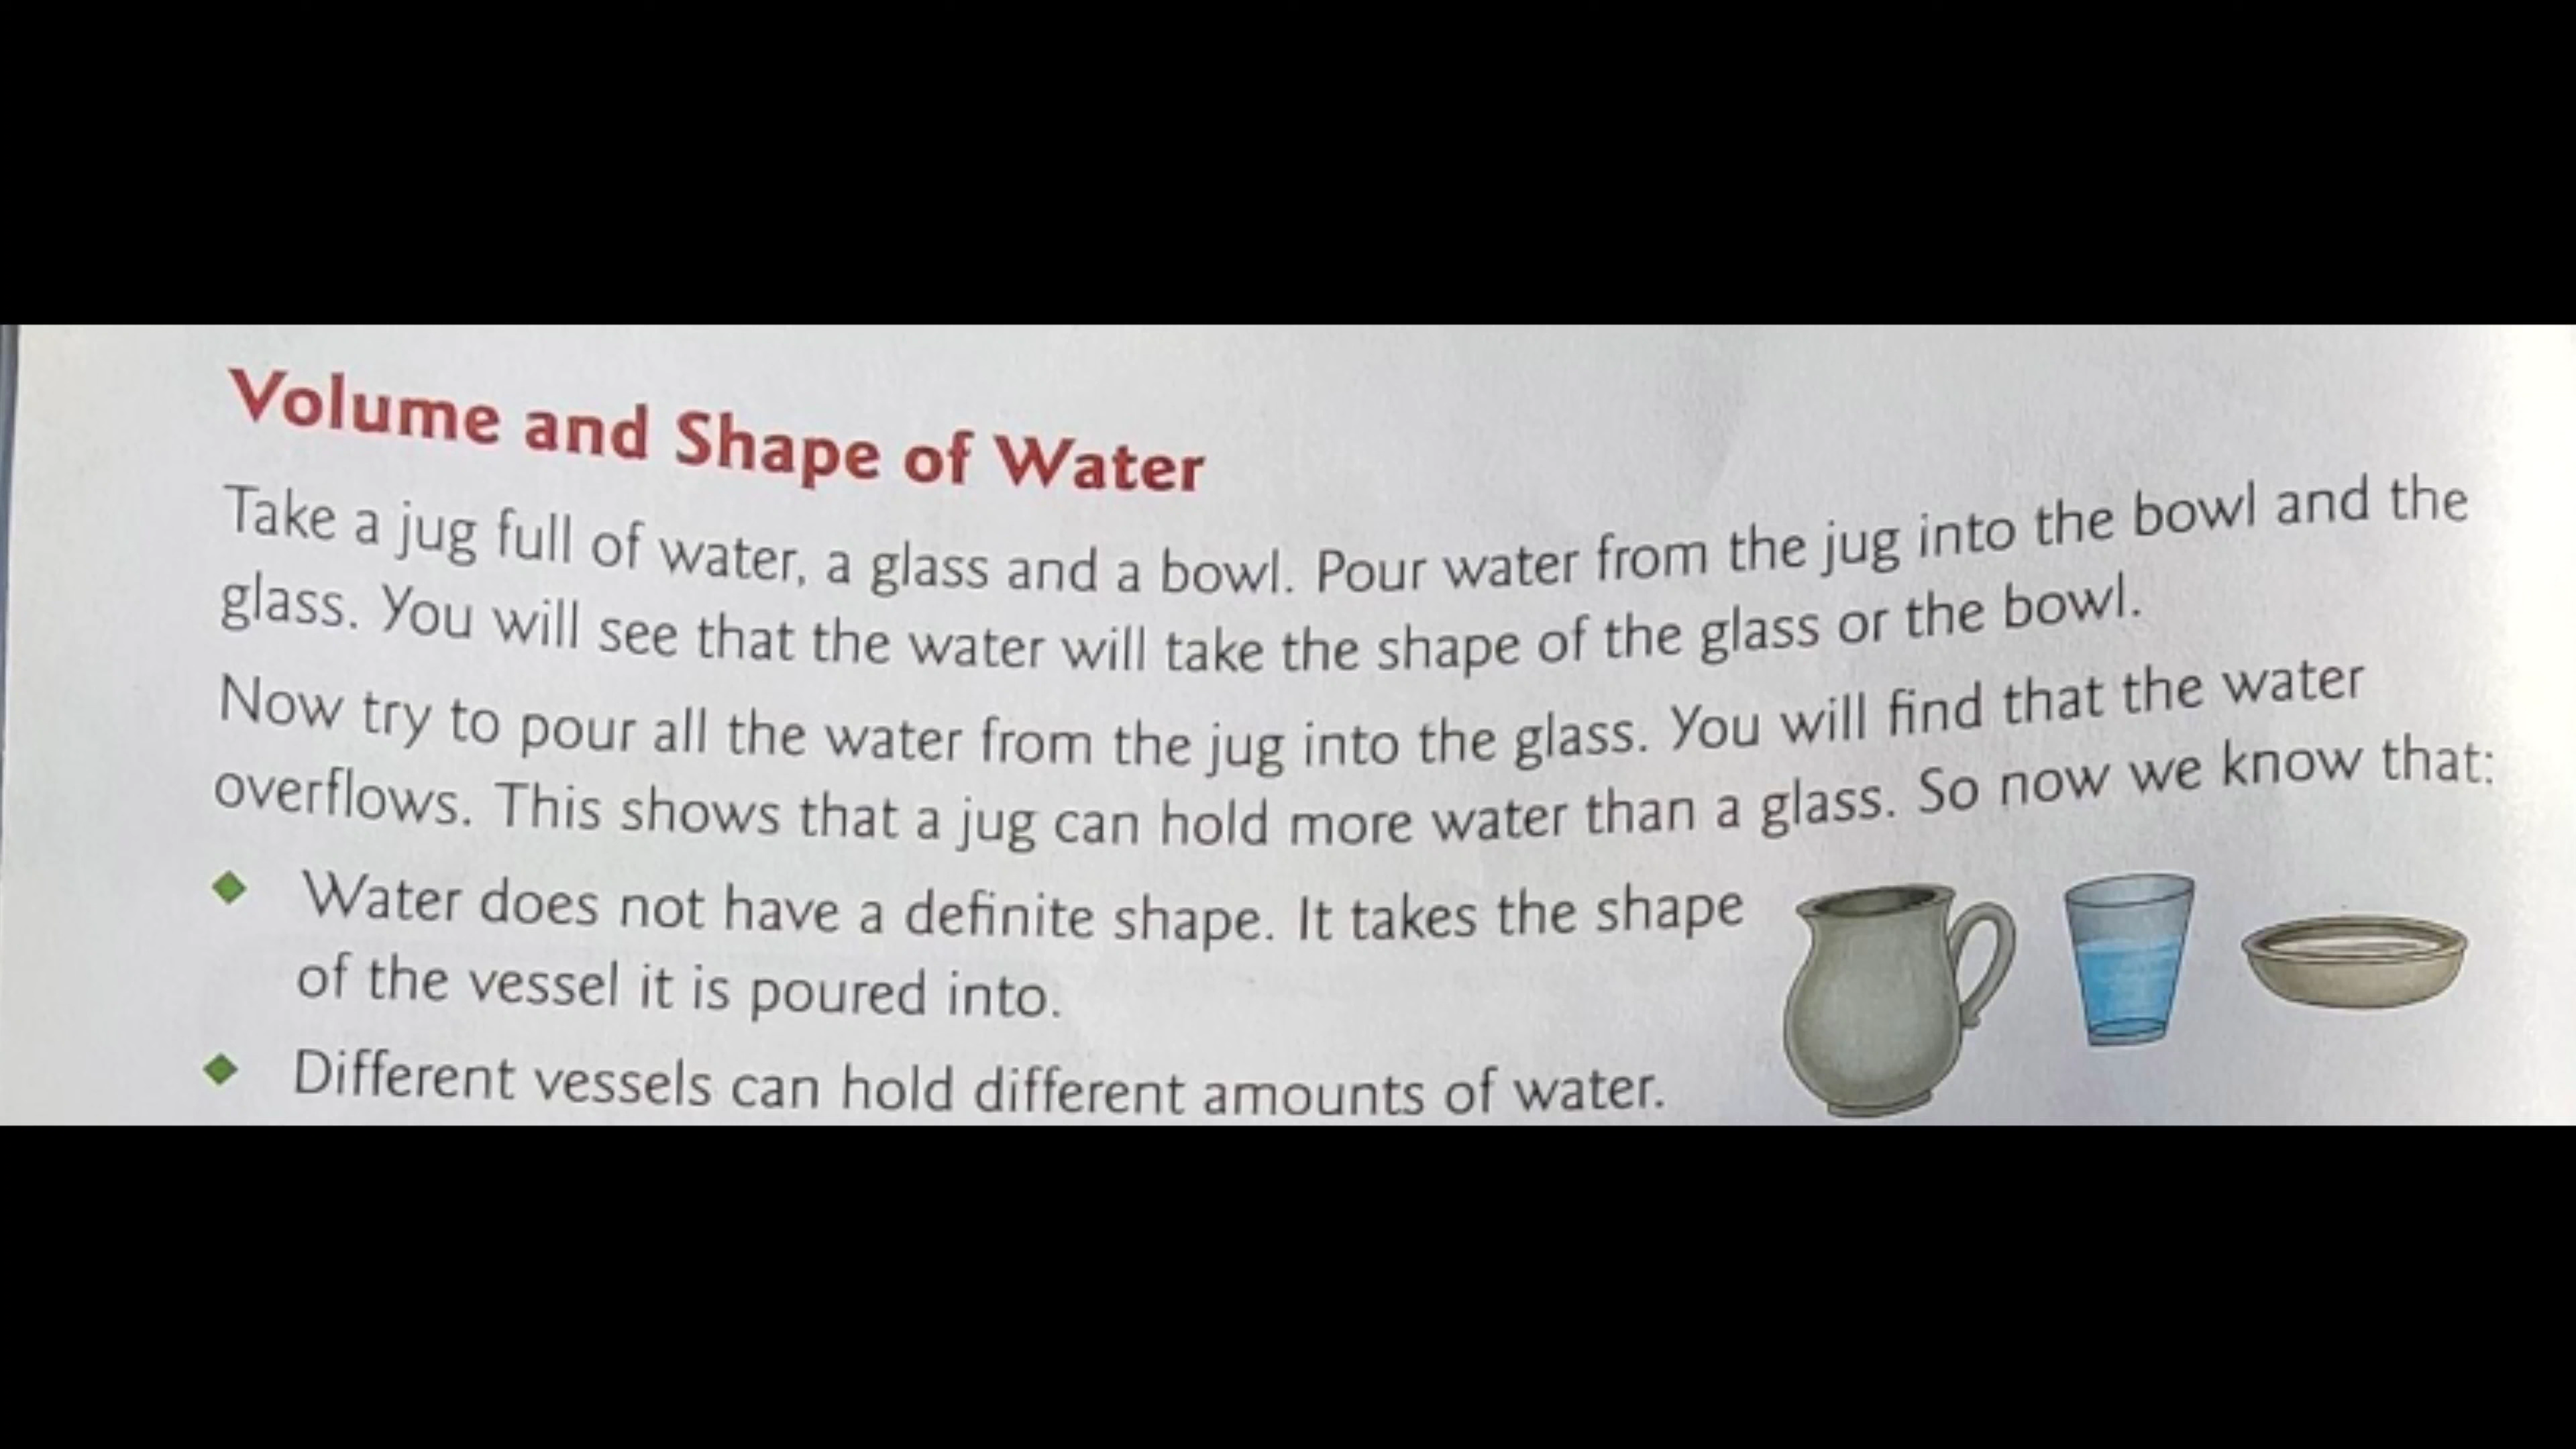 Volume and Shape of Water
Take a jug full of water, a glass and a bowl. Pour water from the jug into the bowl and the
glass. You will see that the water will take the shape of the glass or the bowl.
Now try to pour all the water from the jug into the glass. You will find that the water
overflows. This shows that a jug can hold more water than a glass. So now we know that:
◆ Water does not have a definite shape. It takes the shape
of the vessel it is poured into.
◆ Different vessels can hold different amounts of water.